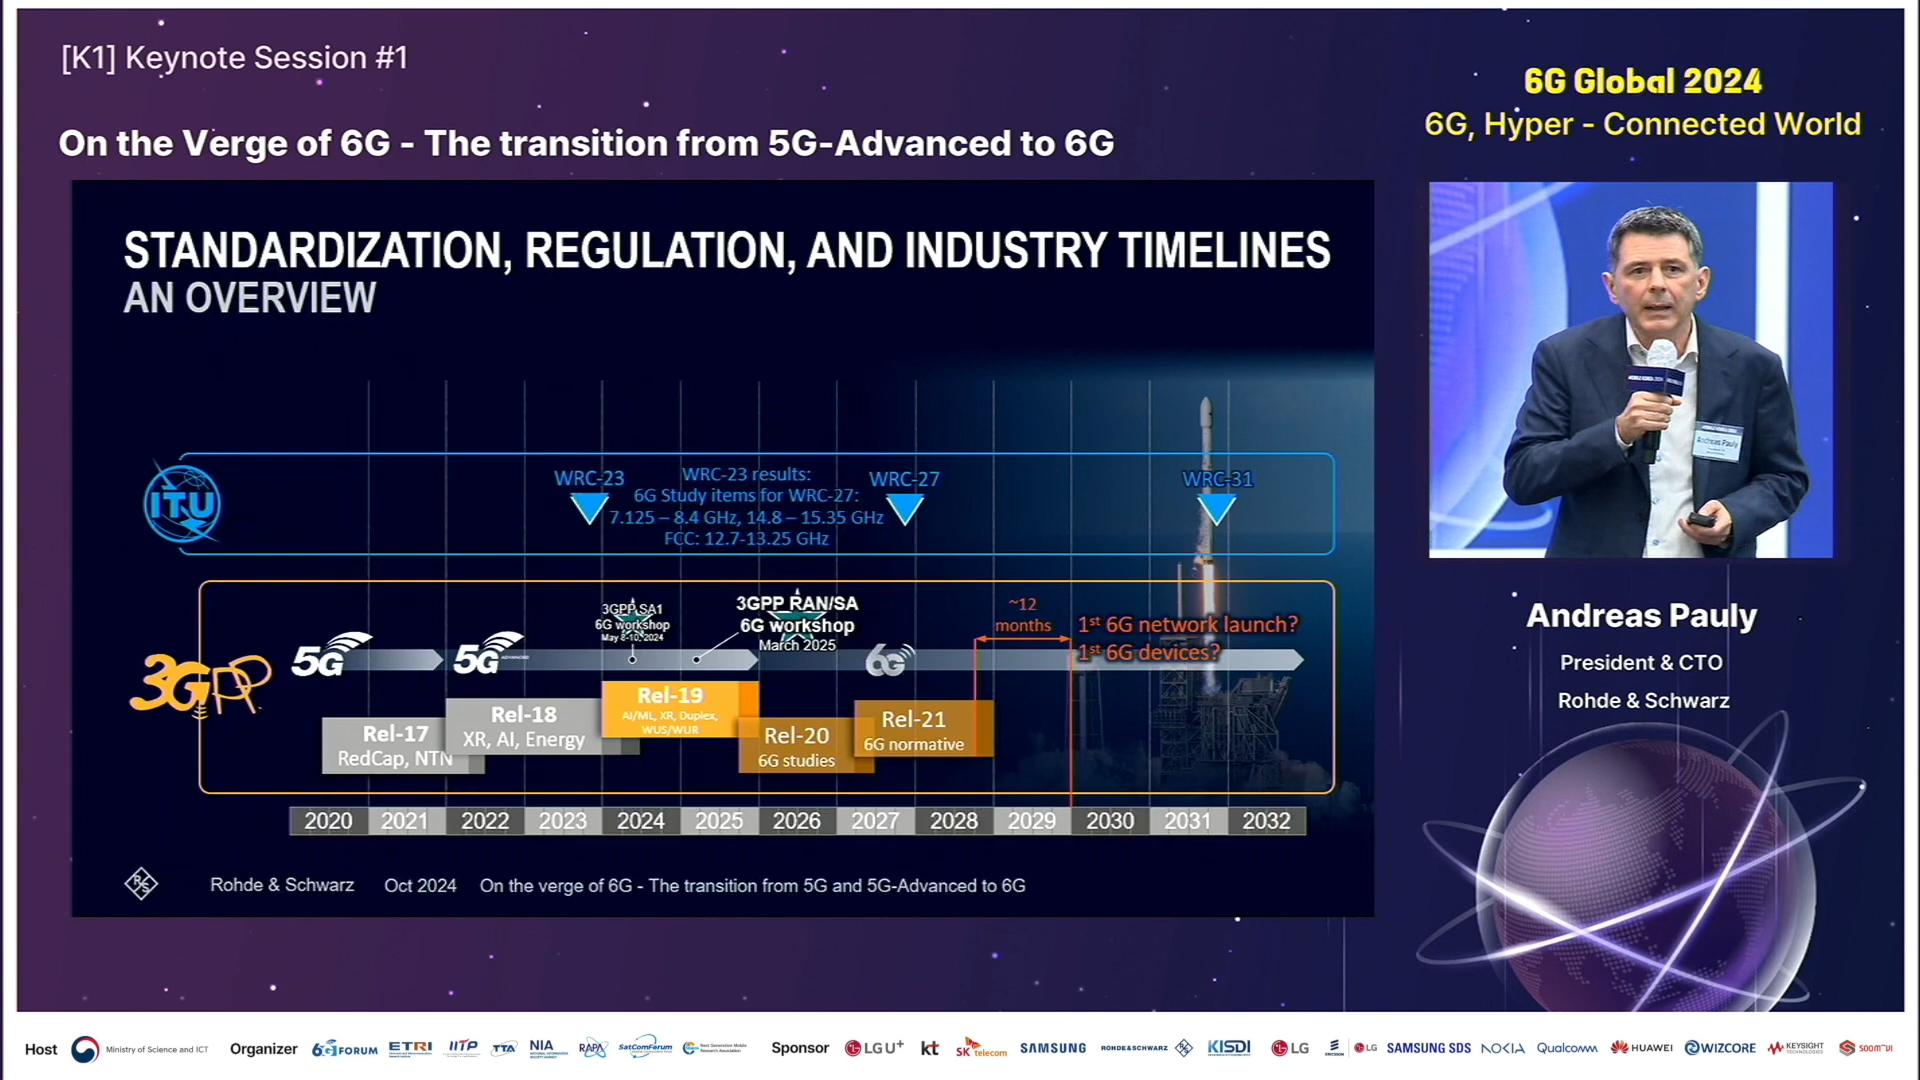 [K1] Keynote Session #1
On the Verge of 6G - The transition from 5G-Advanced to 6G
6G Global 2024
6G, Hyper - Connected World
STANDARDIZATION, REGULATION, AND INDUSTRY TIMELINES
AN OVERVIEW
ITU
WRC-23
WRC-23 results:
6G Study items for WRC-27:
7.125 – 8.4 GHz, 14.8 – 15.35 GHz
FCC: 12.7-13.25 GHz
WRC-27
WRC-31
3GPP
5G
5G ADVANCED
3GPP SA1
6G workshop
May 8-10, 2024
3GPP RAN/SA
6G workshop
March 2025
6G
~12
months
1st 6G network launch?
1st 6G devices?
Rel-17
RedCap, NTN
Rel-18
XR, AI, Energy
Rel-19
AI/ML, XR, Duplex,
WUS/WUR
Rel-20
6G studies
Rel-21
6G normative
2020 2021 2022 2023 2024 2025 2026 2027 2028 2029 2030 2031 2032
Rohde & Schwarz Oct 2024 On the verge of 6G - The transition from 5G and 5G-Advanced to 6G
Andreas Pauly
Andreas Pauly
President & CTO
Rohde & Schwarz
Host Ministry of Science and ICT Organizer 6G FORUM ETRI IITP TTA NIA RAPA SatComForum Sponsor LG U+ kt SK telecom SAMSUNG ROHDE & SCHWARZ KISDI LG ERICSSON LG SAMSUNG SDS NOKIA Qualcomm HUAWEI WIZCORE KEYSIGHT TECHNOLOGIES